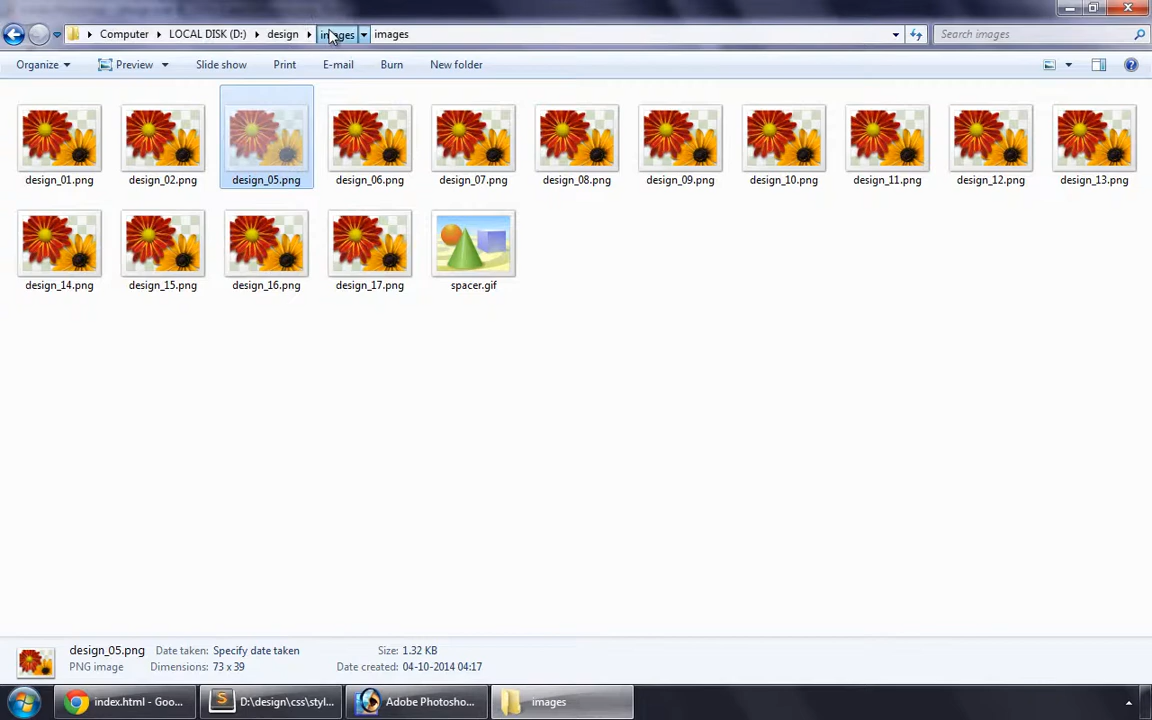 Computer LOCAL DISK (D:) design images images
Search images
Organize Preview Slide show Print E-mail Burn New folder
design_01.png design_02.png design_05.png design_06.png design_07.png design_08.png design_09.png design_10.png design_11.png design_12.png design_13.png
design_14.png design_15.png design_16.png design_17.png spacer.gif
design_05.png Date taken: Specify date taken Size: 1.32 KB
PNG image Dimensions: 73 x 39 Date created: 04-10-2014 04:17
index.html - Goo... D:\design\css\styl... Adobe Photosho... images